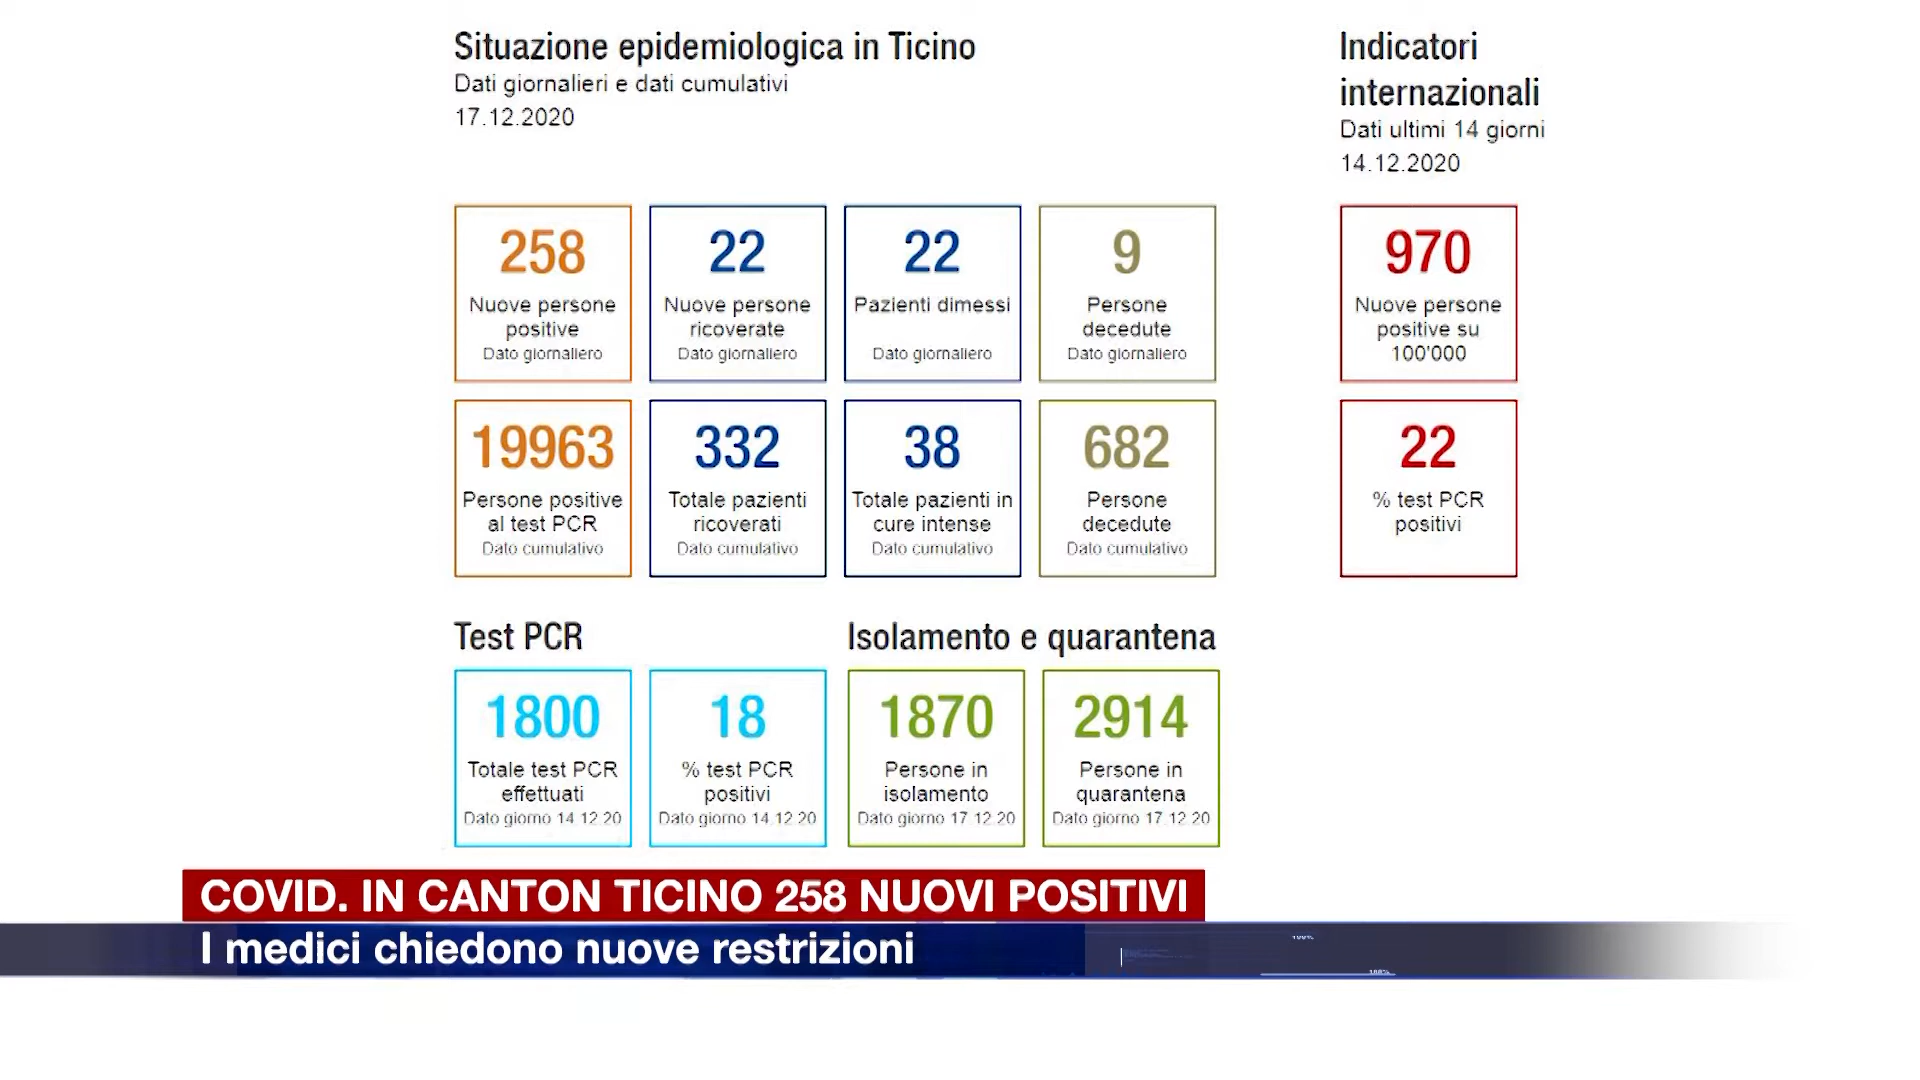 Situazione epidemiologica in Ticino
Dati giornalieri e dati cumulativi
17.12.2020
Indicatori
internazionali
Dati ultimi 14 giorni
14.12.2020
258
Nuove persone
positive
Dato giornaliero
22
Nuove persone
ricoverate
Dato giornaliero
22
Pazienti dimessi
Dato giornaliero
9
Persone
decedute
Dato giornaliero
970
Nuove persone
positive su
100'000
19963
Persone positive
al test PCR
Dato cumulativo
332
Totale pazienti
ricoverati
Dato cumulativo
38
Totale pazienti in
cure intense
Dato cumulativo
682
Persone
decedute
Dato cumulativo
22
% test PCR
positivi
Test PCR
Isolamento e quarantena
1800
Totale test PCR
effettuati
Dato giorno 14.12.20
18
% test PCR
positivi
Dato giorno 14.12.20
1870
Persone in
isolamento
Dato giorno 17.12.20
2914
Persone in
quarantena
Dato giorno 17.12.20
COVID. IN CANTON TICINO 258 NUOVI POSITIVI
I medici chiedono nuove restrizioni
100%